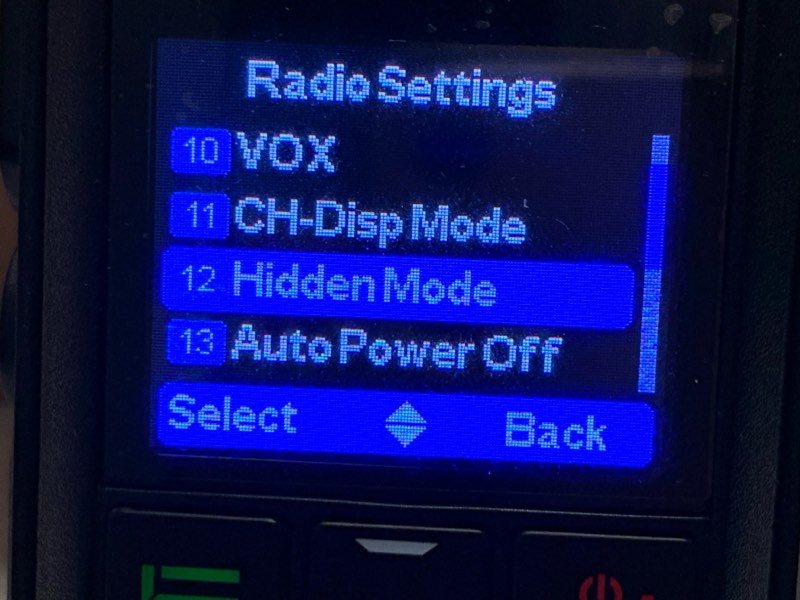 Radio Settings
10 VOX
11 CH-Disp Mode
12 Hidden Mode
13 Auto Power Off
Select Back